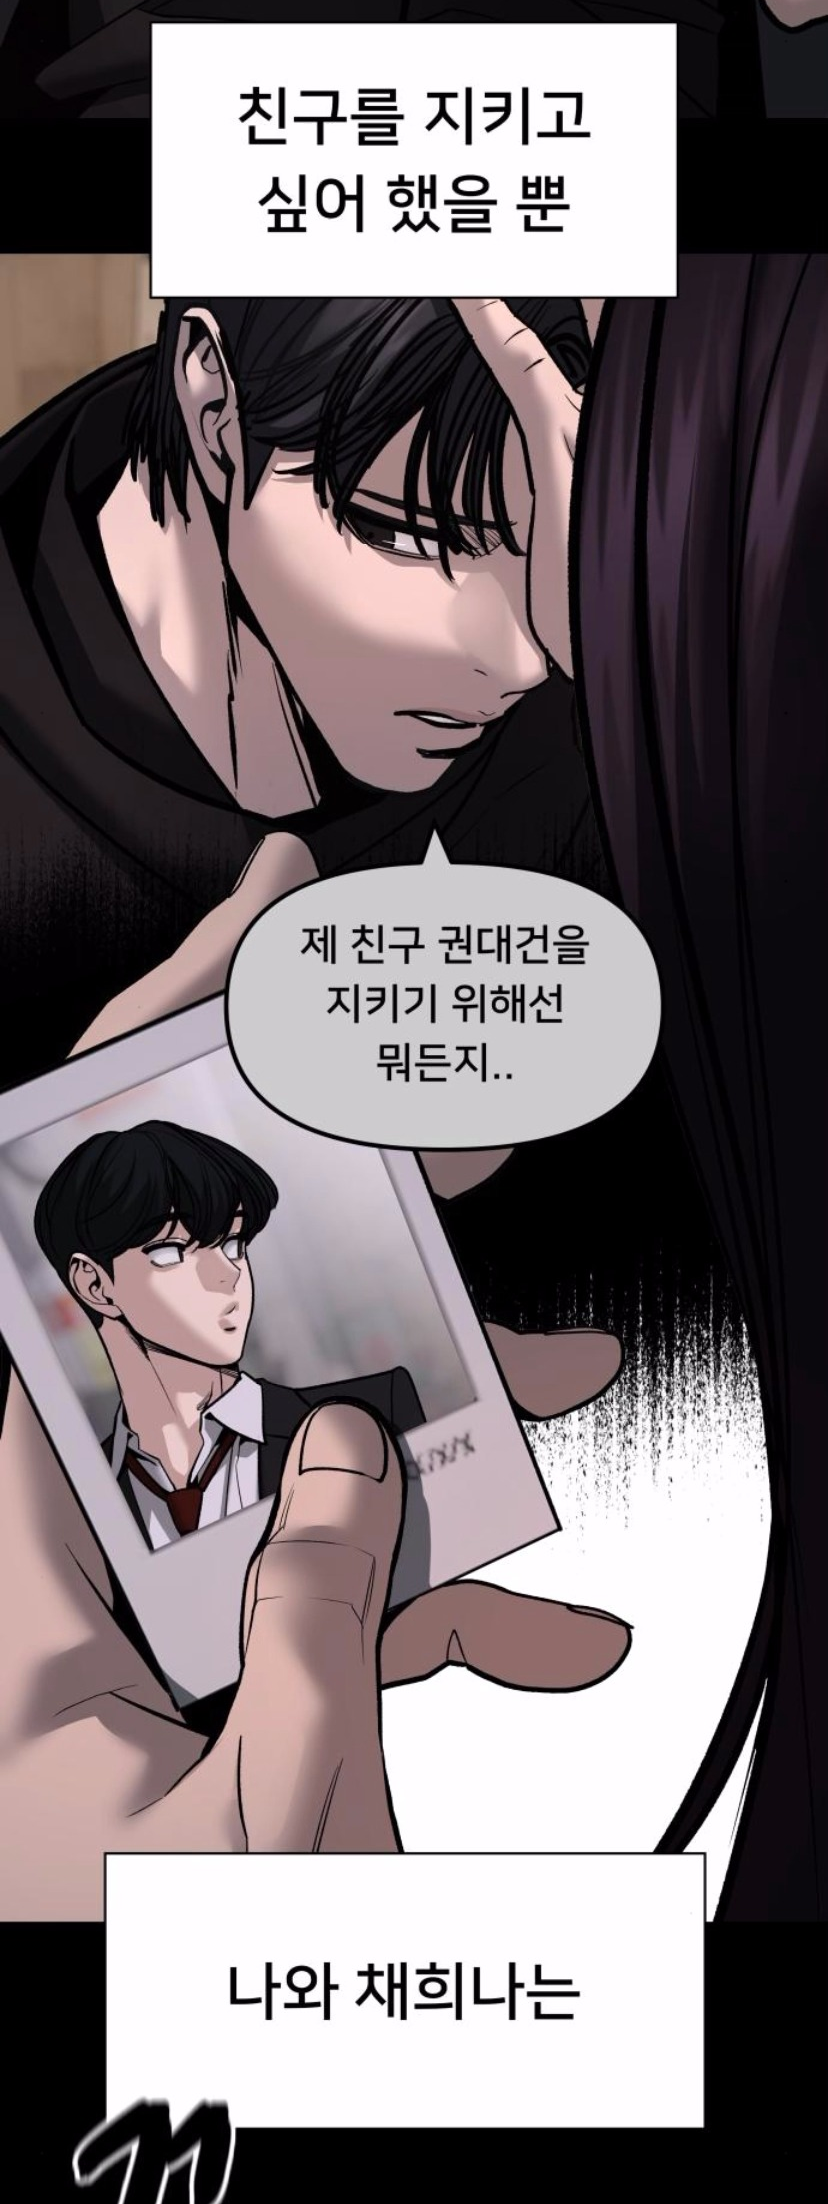 친구를 지키고
싶어 했을 뿐
제 친구 권대건을
지키기 위해선
뭐든지..
나와 채희나는